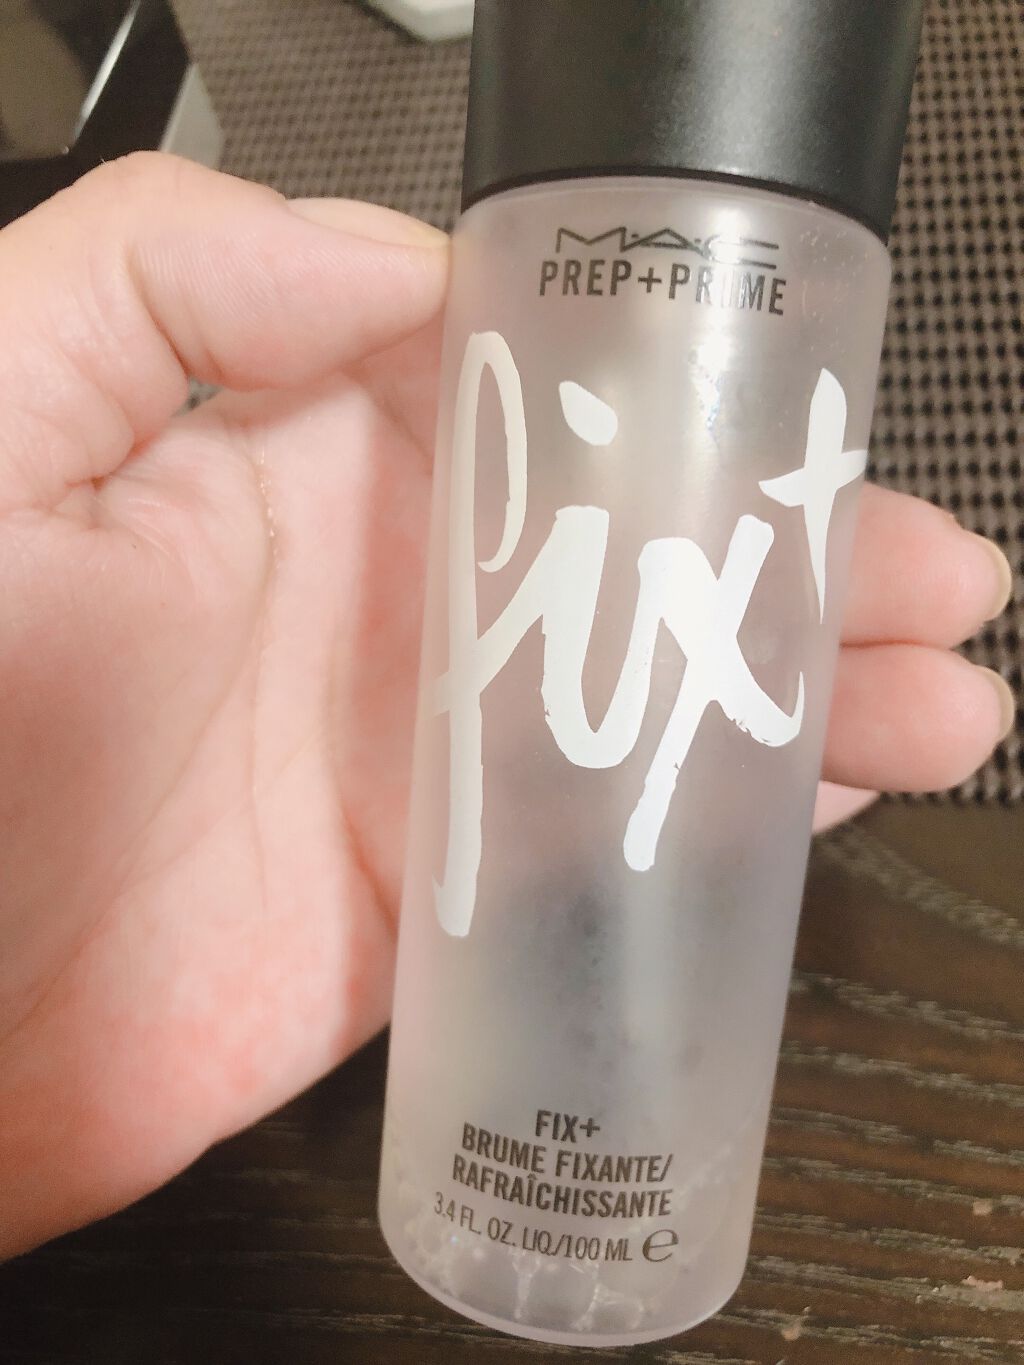 M·A·C
PREP+PRIME
fix+
FIX+
BRUME FIXANTE/
RAFRAÎCHISSANTE
3.4 FL. OZ. LIQ./100 ML ℮